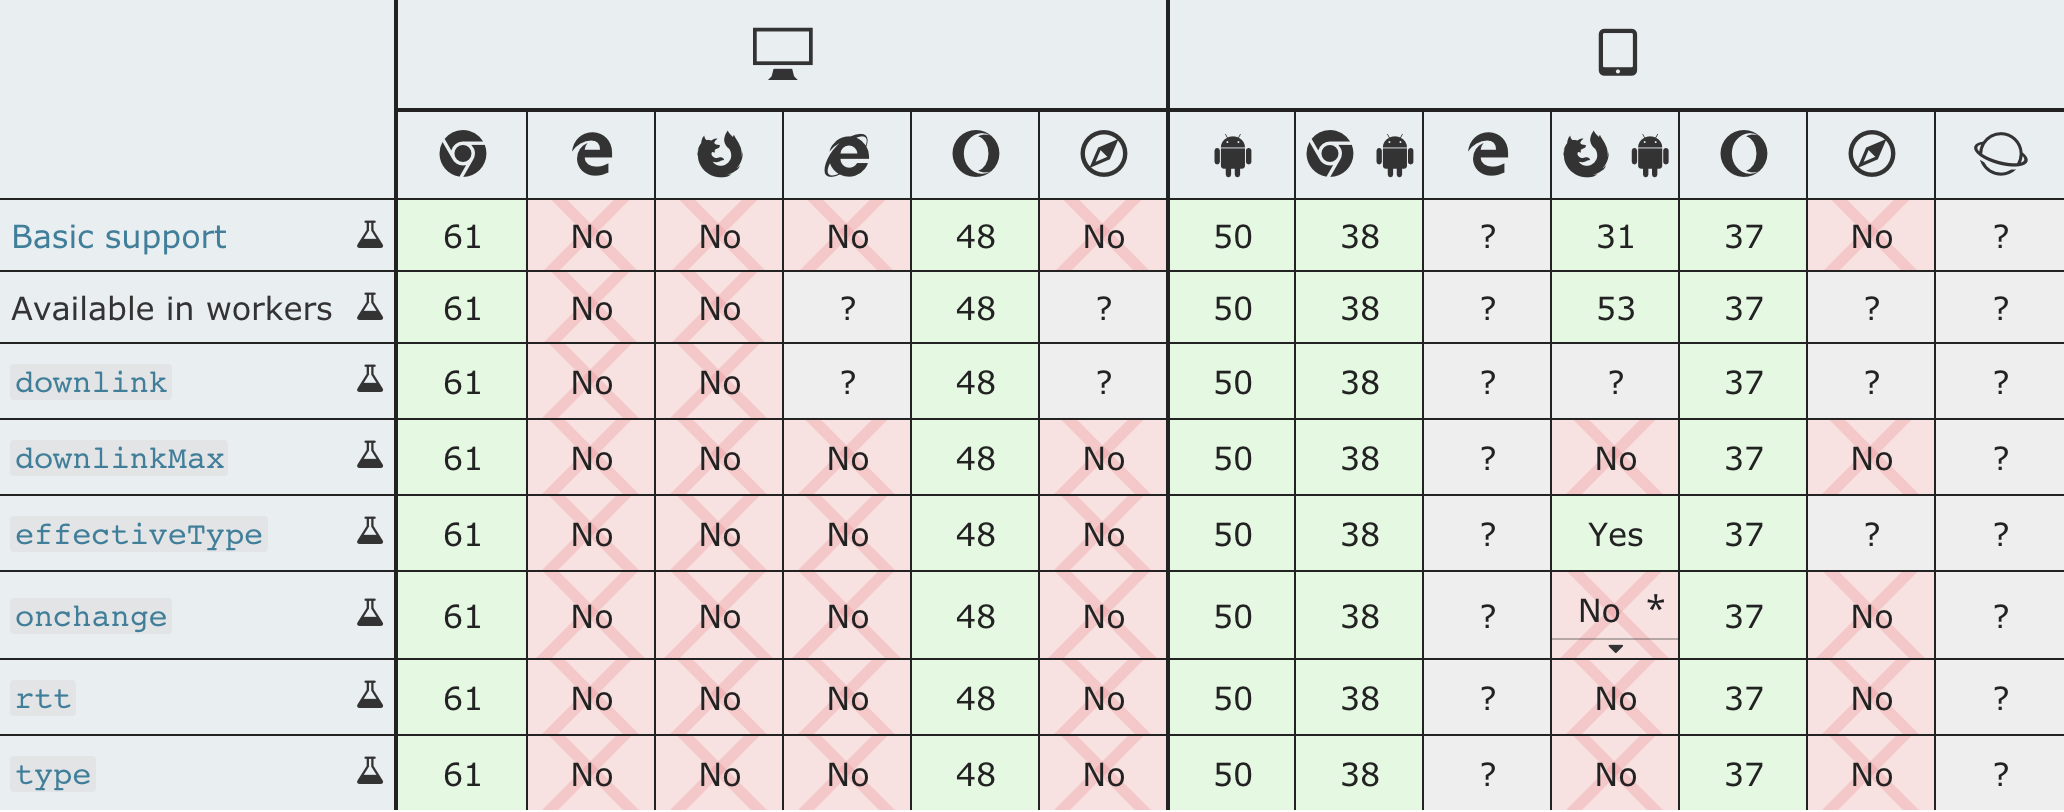 Basic support 61 No No No 48 No 50 38 ? 31 37 No ?
Available in workers 61 No No ? 48 ? 50 38 ? 53 37 ? ?
downlink 61 No No ? 48 ? 50 38 ? ? 37 ? ?
downlinkMax 61 No No No 48 No 50 38 ? No 37 No ?
effectiveType 61 No No No 48 No 50 38 ? Yes 37 ? ?
onchange 61 No No No 48 No 50 38 ? No * 37 No ?
rtt 61 No No No 48 No 50 38 ? No 37 No ?
type 61 No No No 48 No 50 38 ? No 37 No ?